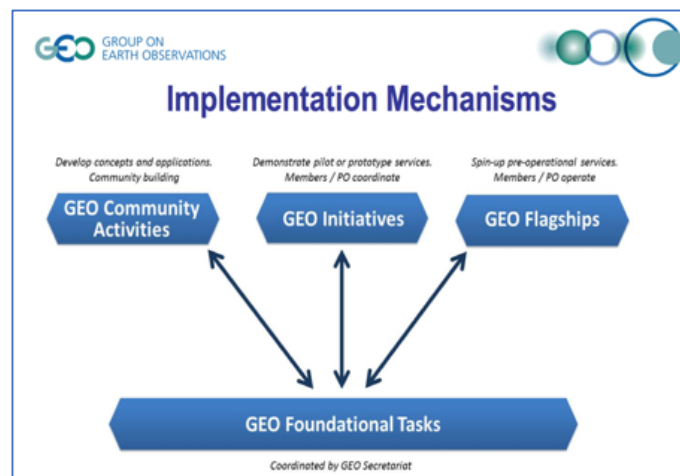 GEO GROUP ON
EARTH OBSERVATIONS
Implementation Mechanisms
Develop concepts and applications.
Community building
Demonstrate pilot or prototype services.
Members / PO coordinate
Spin-up pre-operational services.
Members / PO operate
GEO Community
Activities
GEO Initiatives
GEO Flagships
GEO Foundational Tasks
Coordinated by GEO Secretariat